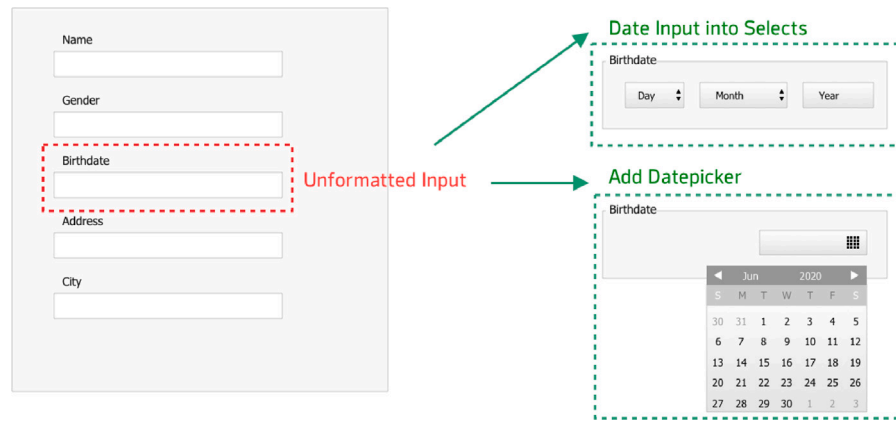 Name
Gender
Birthdate
Address
City
Unformatted Input
Date Input into Selects
Birthdate
Day Month Year
Add Datepicker
Birthdate
Jun 2020
S M T W T F S
30 31 1 2 3 4 5
6 7 8 9 10 11 12
13 14 15 16 17 18 19
20 21 22 23 24 25 26
27 28 29 30 1 2 3